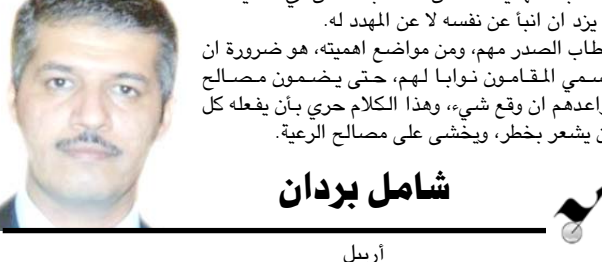 يزد ان انبأ عن نفسه لا عن المهدد له.
طاب الصدر مهم، ومن مواضع اهميته، هو ضرورة ان
سمي المقامون نوابا لهم، حتى يضمون مصالح
واعدهم ان وقع شيء، وهذا الكلام حري بأن يفعله كل
ن يشعر بخطر، ويخشى على مصالح الرعية.
شامل بردان
أربيل